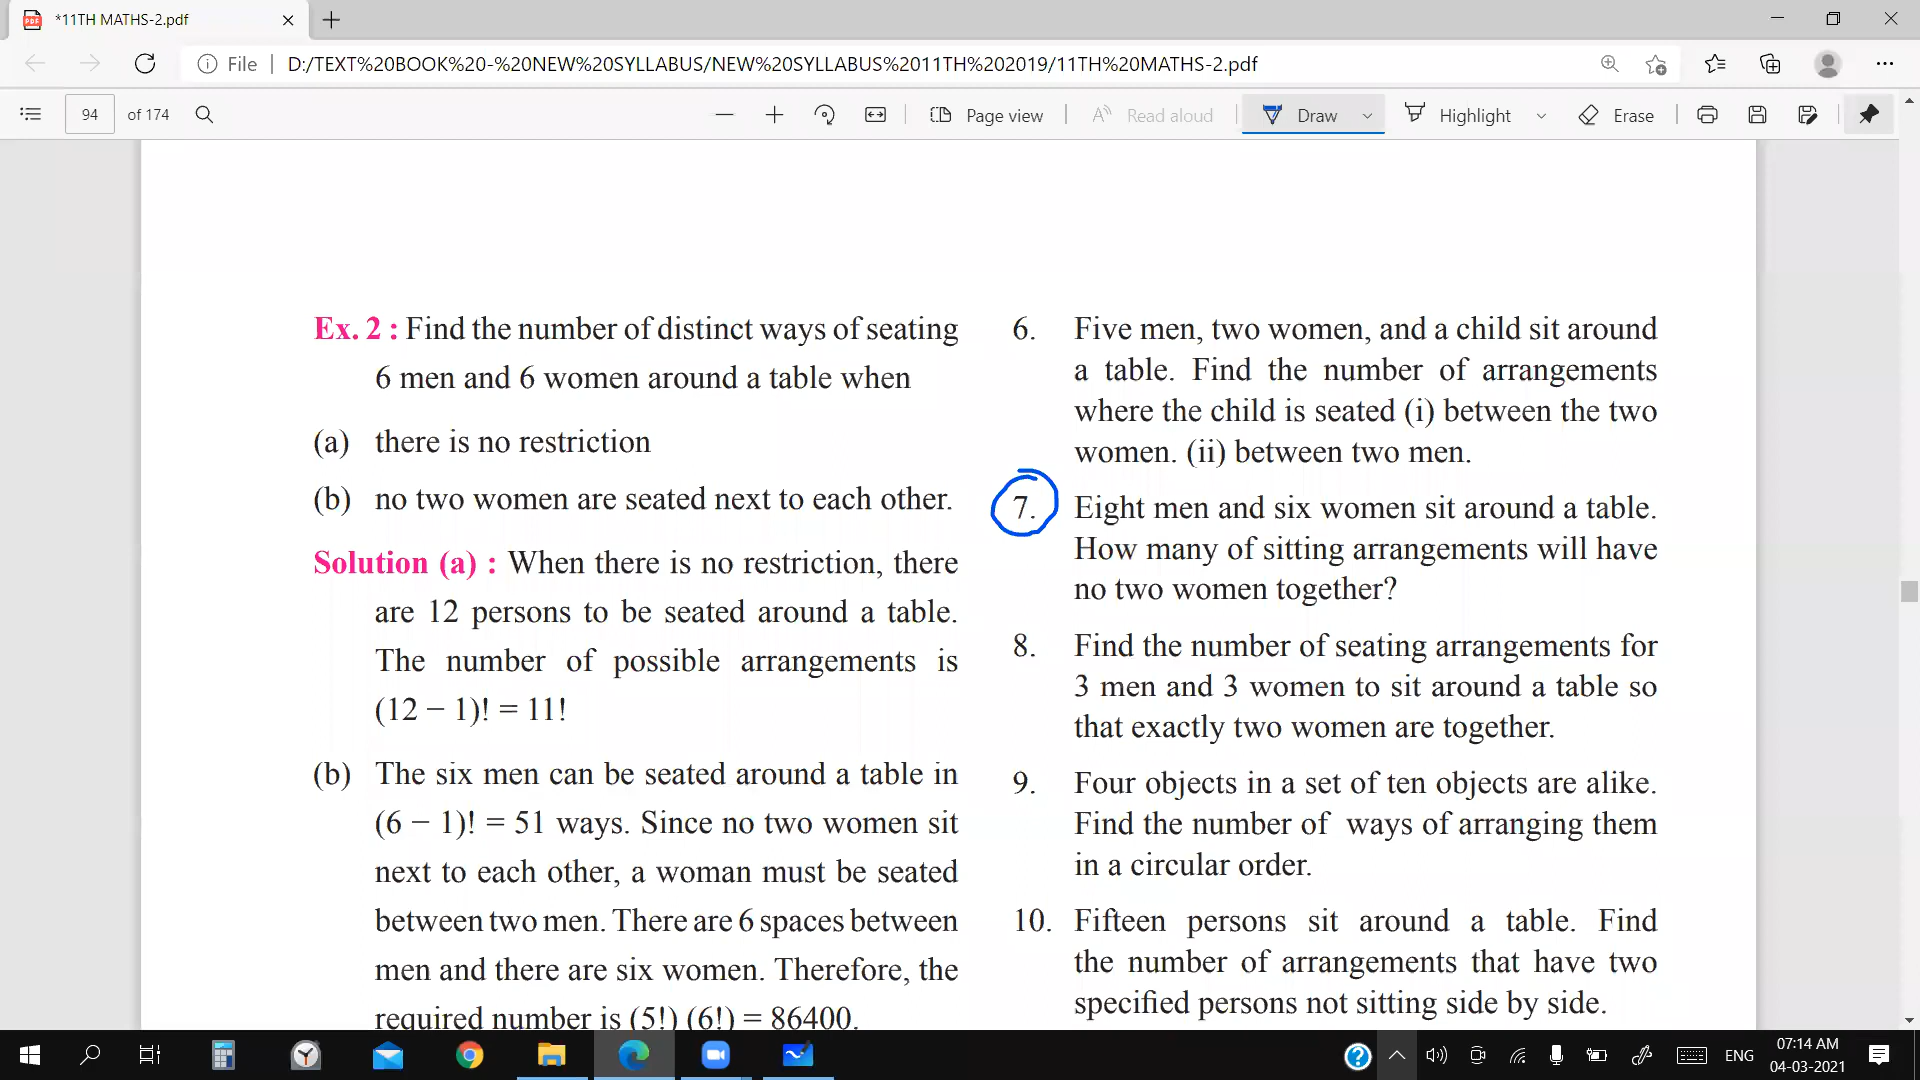 *11TH MATHS-2.pdf
File
D:/TEXT%20BOOK%20-%20NEW%20SYLLABUS/NEW%20SYLLABUS%2011TH%202019/11TH%20MATHS-2.pdf
94 of 174
Page view
Read aloud
Draw
Highlight
Erase
Ex. 2 : Find the number of distinct ways of seating
6 men and 6 women around a table when
(a) there is no restriction
(b) no two women are seated next to each other.
Solution (a) : When there is no restriction, there
are 12 persons to be seated around a table.
The number of possible arrangements is
(12 − 1)! = 11!
(b) The six men can be seated around a table in
(6 − 1)! = 51 ways. Since no two women sit
next to each other, a woman must be seated
between two men. There are 6 spaces between
men and there are six women. Therefore, the
required number is (5!) (6!) = 86400.
6. Five men, two women, and a child sit around
a table. Find the number of arrangements
where the child is seated (i) between the two
women. (ii) between two men.
7. Eight men and six women sit around a table.
How many of sitting arrangements will have
no two women together?
8. Find the number of seating arrangements for
3 men and 3 women to sit around a table so
that exactly two women are together.
9. Four objects in a set of ten objects are alike.
Find the number of ways of arranging them
in a circular order.
10. Fifteen persons sit around a table. Find
the number of arrangements that have two
specified persons not sitting side by side.
ENG
07:14 AM
04-03-2021